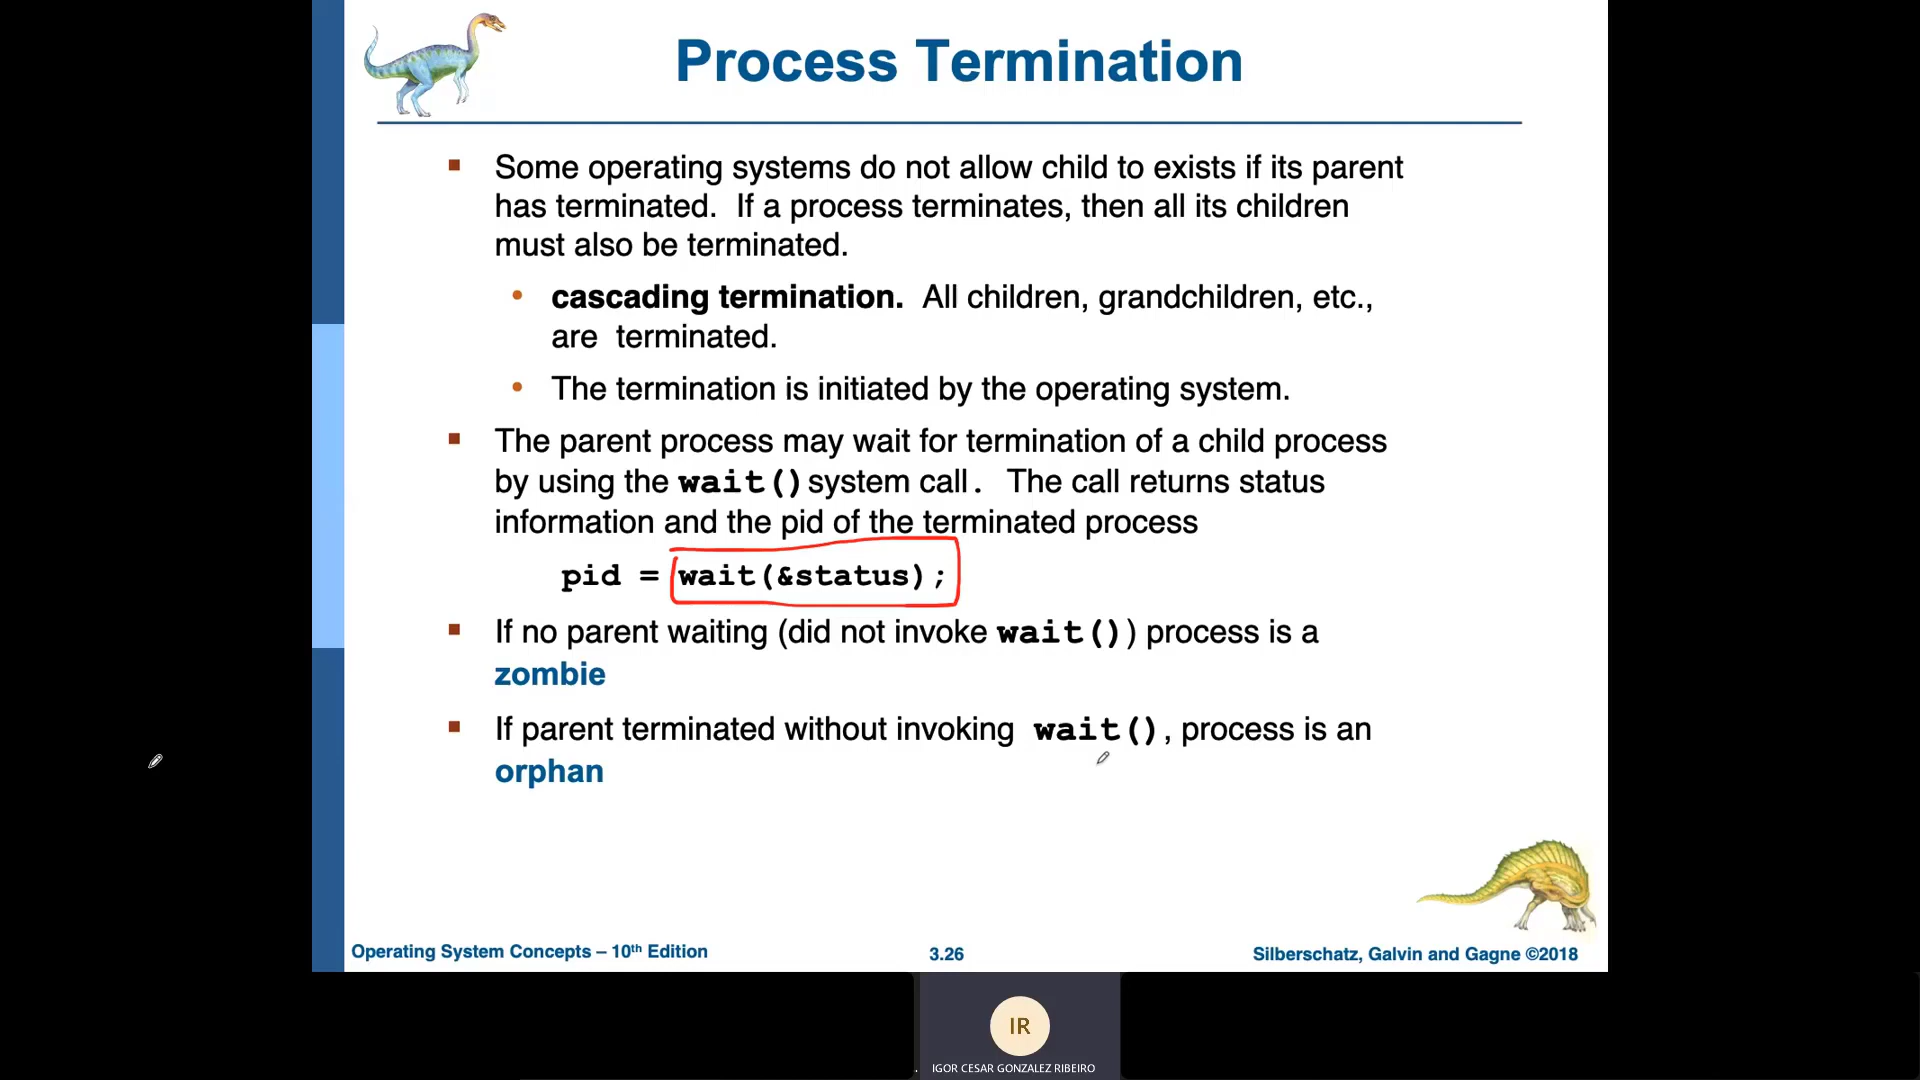 Process Termination
Some operating systems do not allow child to exists if its parent
has terminated. If a process terminates, then all its children
must also be terminated.
cascading termination. All children, grandchildren, etc.,
are terminated.
The termination is initiated by the operating system.
The parent process may wait for termination of a child process
by using the wait() system call. The call returns status
information and the pid of the terminated process
pid = wait(&status);
If no parent waiting (did not invoke wait()) process is a
zombie
If parent terminated without invoking wait(), process is an
orphan
Operating System Concepts – 10th Edition
3.26
Silberschatz, Galvin and Gagne ©2018
IR
IGOR CESAR GONZALEZ RIBEIRO